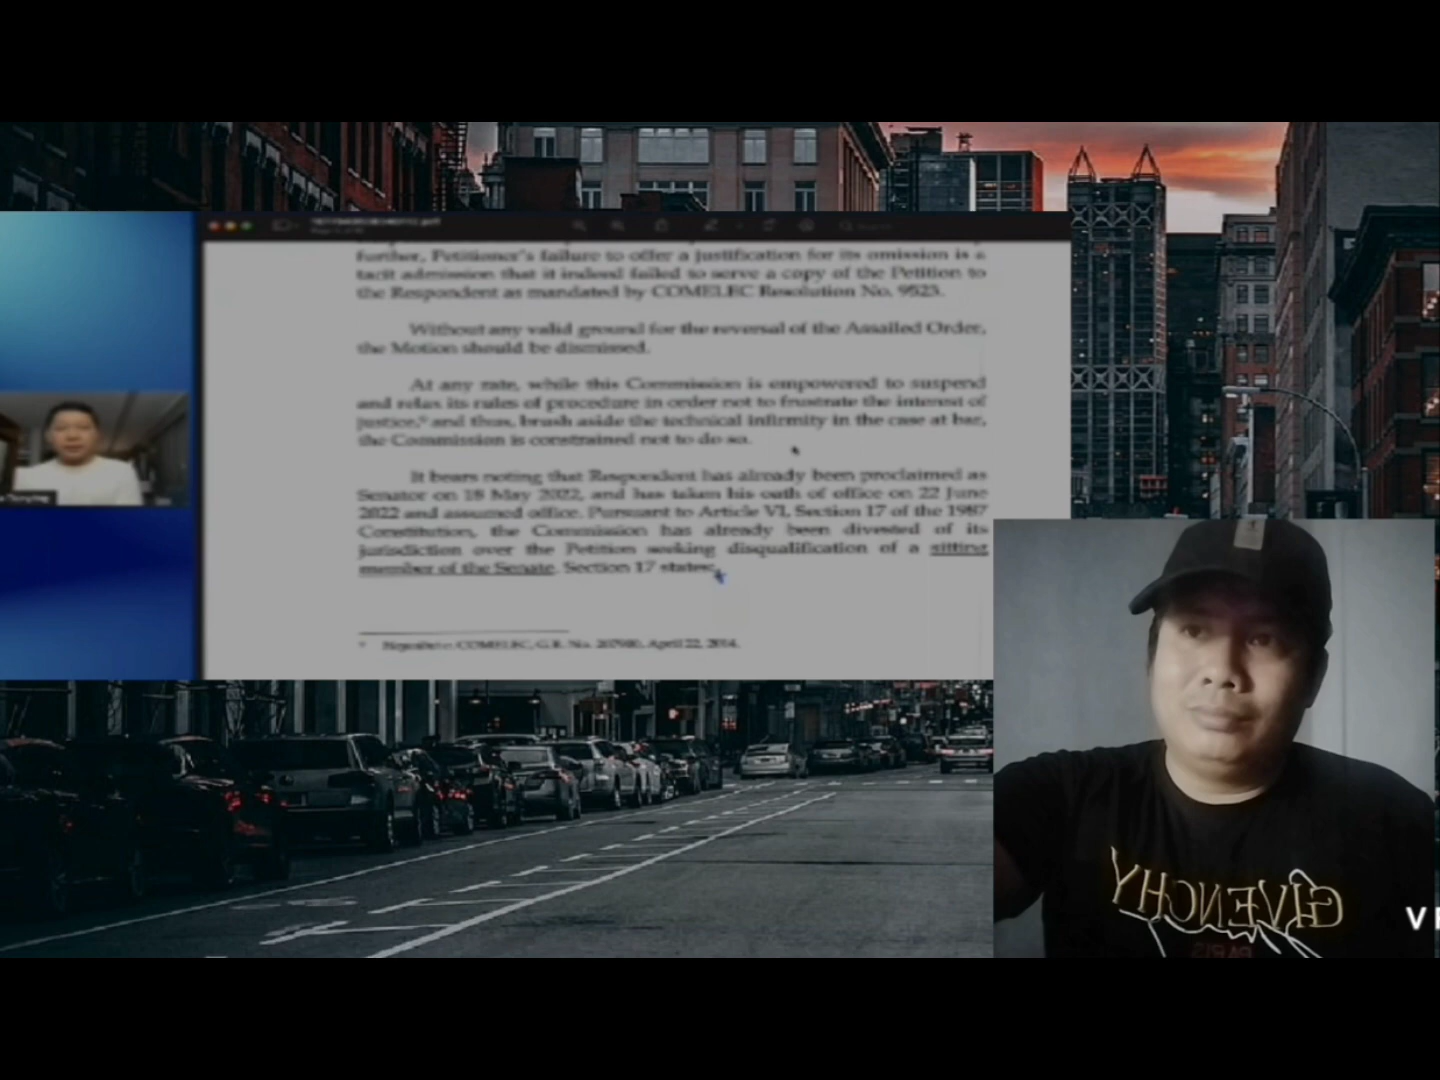 further, Petitioner's failure to offer a justification for its omission is a
tacit admission that it indeed failed to serve a copy of the Petition to
the Respondent as mandated by COMELEC Resolution No. 9523.
Without any valid ground for the reversal of the Assailed Order,
the Motion should be dismissed.
At any rate, while this Commission is empowered to suspend
and relax its rules of procedure in order not to frustrate the interest of
justice, and thus, brush aside the technical infirmity in the case at bar,
the Commission is constrained not to do so.
It bears noting that Respondent has already been proclaimed as
Senator on 18 May 2022, and has taken his oath of office on 22 June
2022 and assumed office. Pursuant to Article VI, Section 17 of the 1987
Constitution, the Commission has already been divested of its
jurisdiction over the Petition seeking disqualification of a sitting
member of the Senate. Section 17 states:
COMELEC, G.R. No. April 22, 2014.
GIVENCHY
PARIS
V